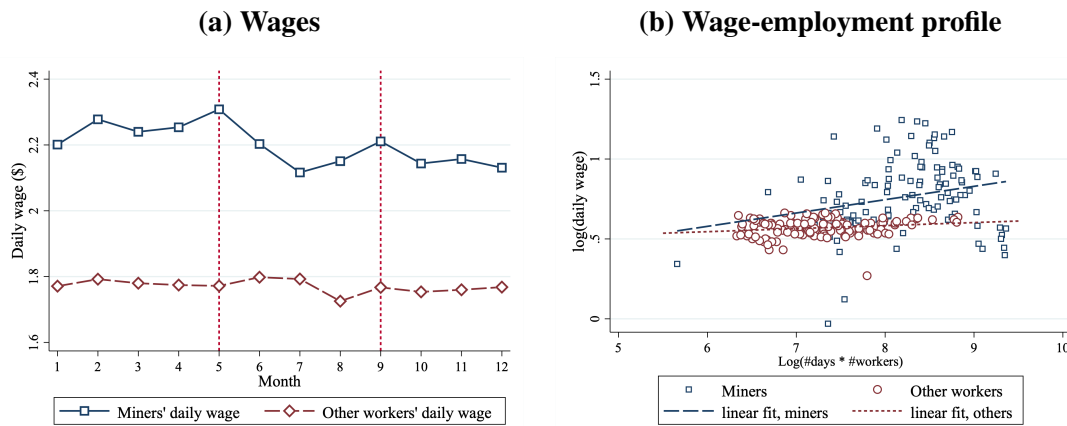 (a) Wages
Daily wage ($)
2.4
2.2
2
1.8
1.6
1 2 3 4 5 6 7 8 9 10 11 12
Month
Miners' daily wage Other workers' daily wage
(b) Wage-employment profile
log(daily wage)
1.5
1
.5
0
5 6 7 8 9 10
Log(#days * #workers)
Miners Other workers
linear fit, miners linear fit, others